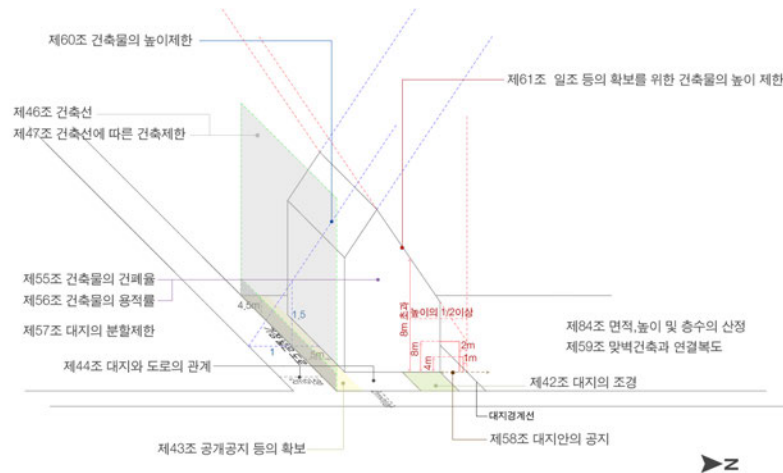 제60조 건축물의 높이제한
제61조 일조 등의 확보를 위한 건축물의 높이 제한
제46조 건축선
제47조 건축선에 따른 건축제한
제55조 건축물의 건폐율
제56조 건축물의 용적률
4.5m
1.5
8m 초과
높이의 1/2이상
제57조 대지의 분할제한
1
8m
4m
2m
1m
제84조 면적,높이 및 층수의 산정
제59조 맞벽건축과 연결복도
제44조 대지와 도로의 관계
제42조 대지의 조경
대지경계선
제43조 공개공지 등의 확보
제58조 대지안의 공지
N